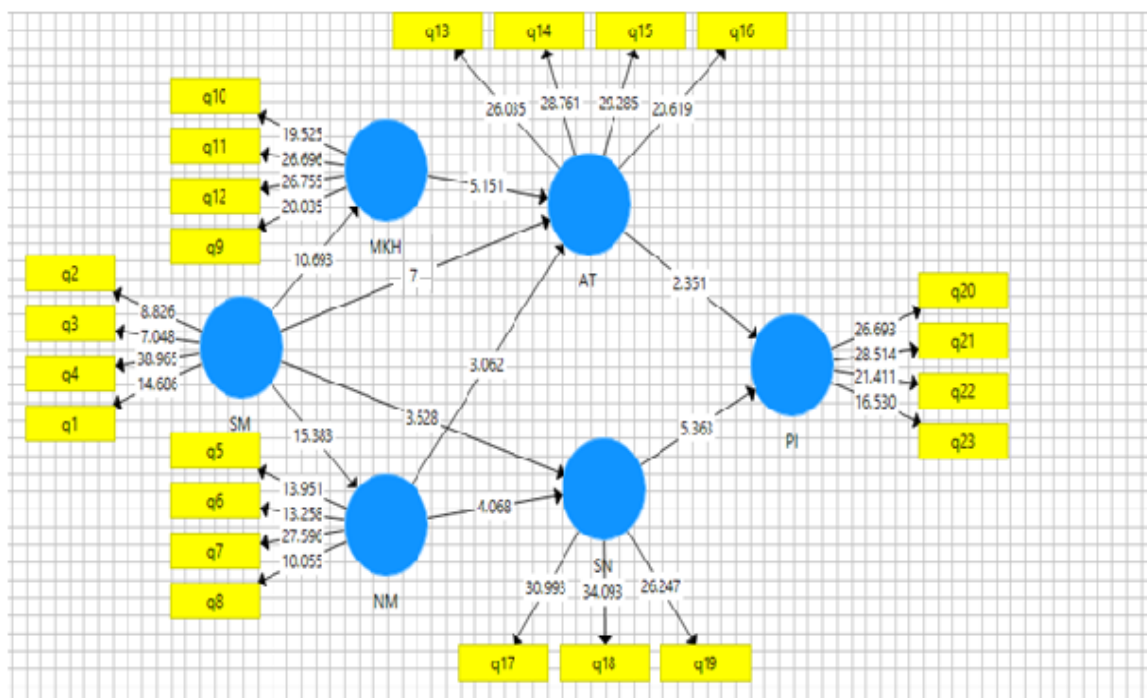 q13 q14 q15 q16
26.035 28.761 29.285 20.619
q10
q11
q12
q9
19.525
26.696
26.755
20.035
MKH
5.151
AT
10.693
7
3.062
2.351
q2
q3
q4
q1
8.826
7.048
38.965
14.606
SM
15.383
3.528
q20
q21
q22
q23
26.693
28.514
21.411
16.530
PI
5.363
q5
q6
q7
q8
13.951
13.258
27.596
10.055
NM
4.068
SN
30.993 34.093 26.247
q17 q18 q19